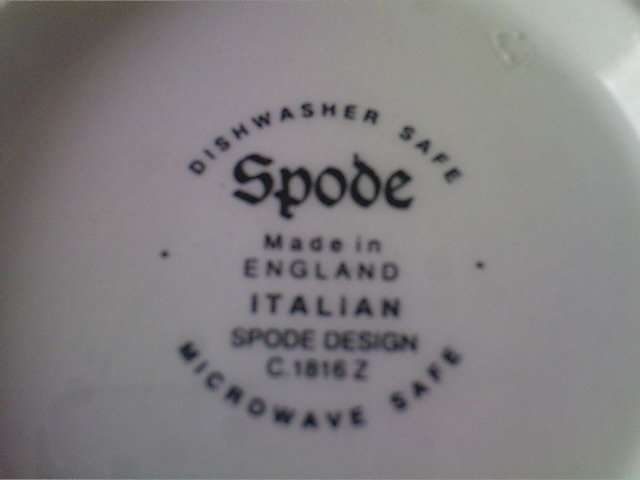 DISHWASHER SAFE
Spode
Made in
ENGLAND
ITALIAN
SPODE DESIGN
C.1816 Z
MICROWAVE SAFE